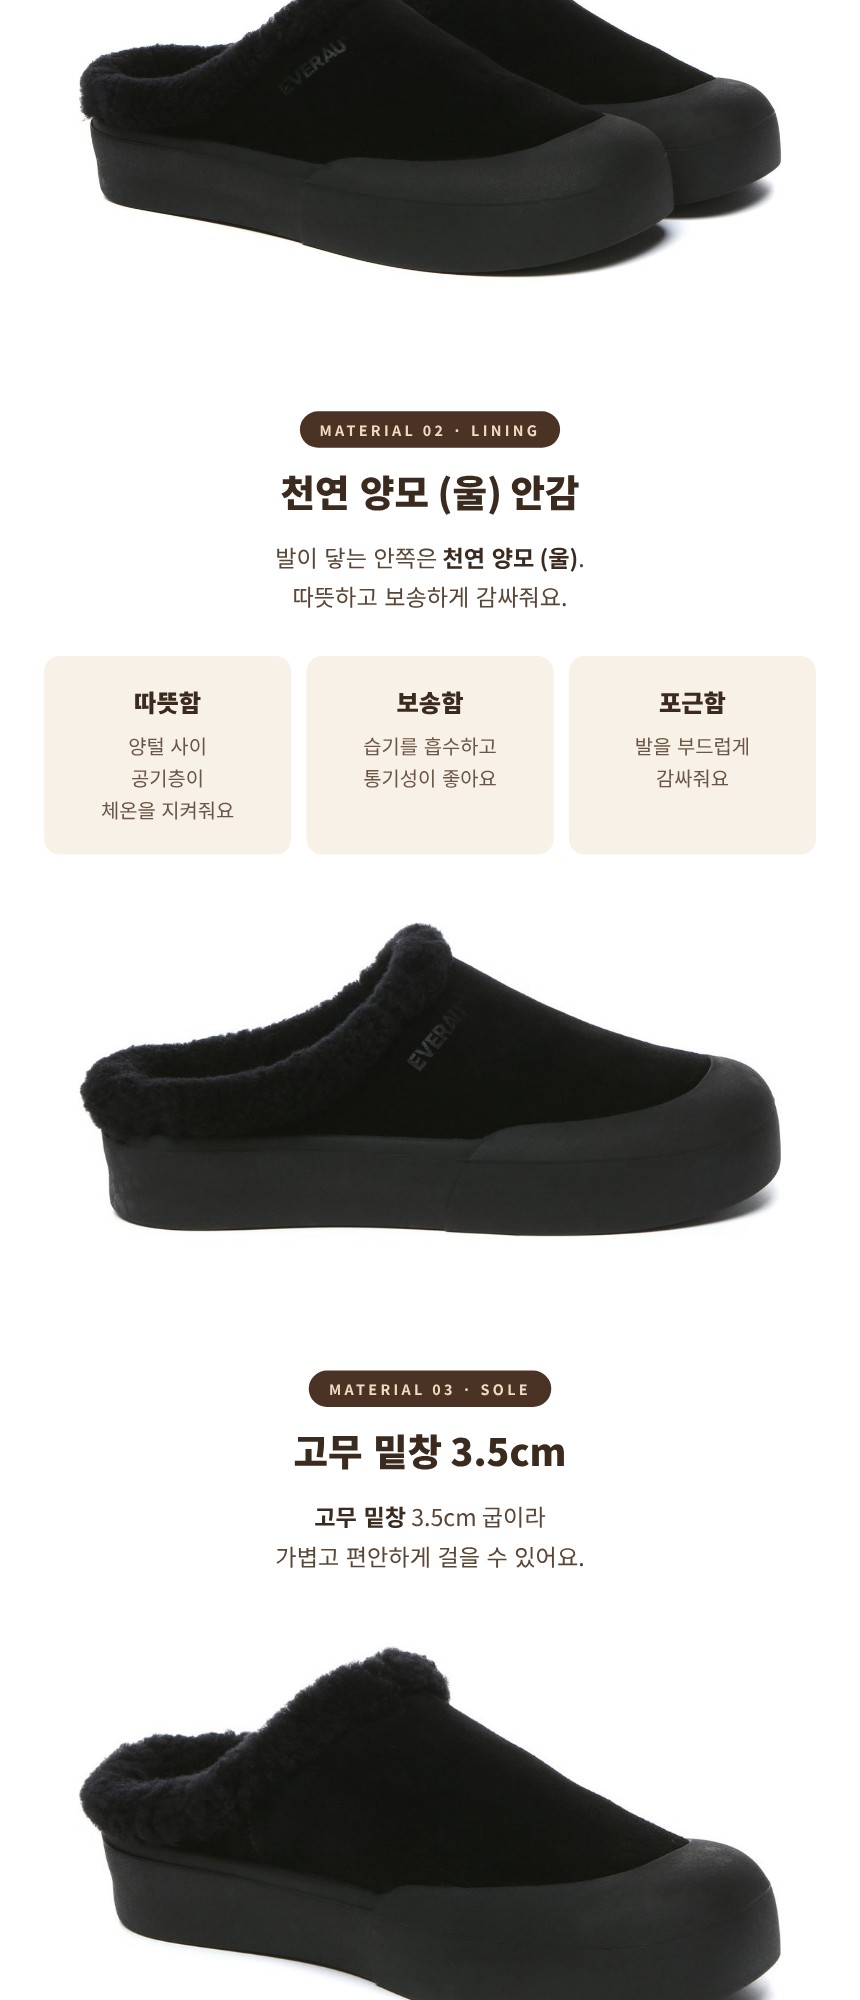 EVERAU
MATERIAL 02 · LINING
천연 양모 (울) 안감
발이 닿는 안쪽은 천연 양모 (울).
따뜻하고 보송하게 감싸줘요.
따뜻함
양털 사이
공기층이
체온을 지켜줘요
보송함
습기를 흡수하고
통기성이 좋아요
포근함
발을 부드럽게
감싸줘요
EVERAU
MATERIAL 03 · SOLE
고무 밑창 3.5cm
고무 밑창 3.5cm 굽이라
가볍고 편안하게 걸을 수 있어요.